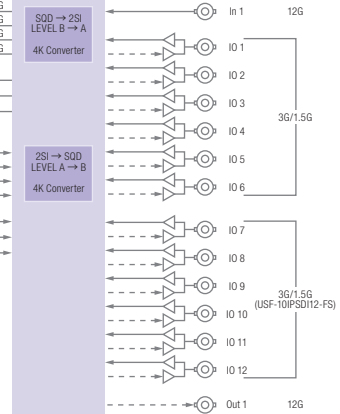 G)
G)
G)
G)
SQD → 2SI
LEVEL B → A
4K Converter
2SI → SQD
LEVEL A → B
4K Converter
In 1 12G
IO 1
IO 2
IO 3
IO 4
IO 5
IO 6
3G/1.5G
IO 7
IO 8
IO 9
IO 10
IO 11
IO 12
3G/1.5G
(USF-10IPSDI12-FS)
Out 1 12G